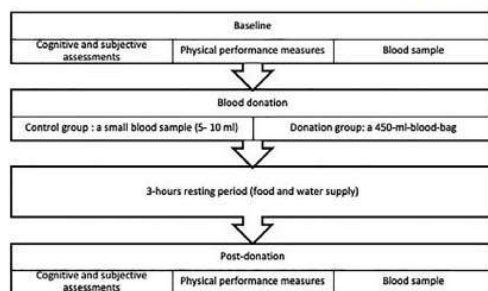 Baseline
Cognitive and subjective
assessments
Physical performance measures
Blood sample
Blood donation
Control group : a small blood sample (5- 10 ml)
Donation group: a 450-ml-blood-bag
3-hours resting period (food and water supply)
Post-donation
Cognitive and subjective
assessments
Physical performance measures
Blood sample